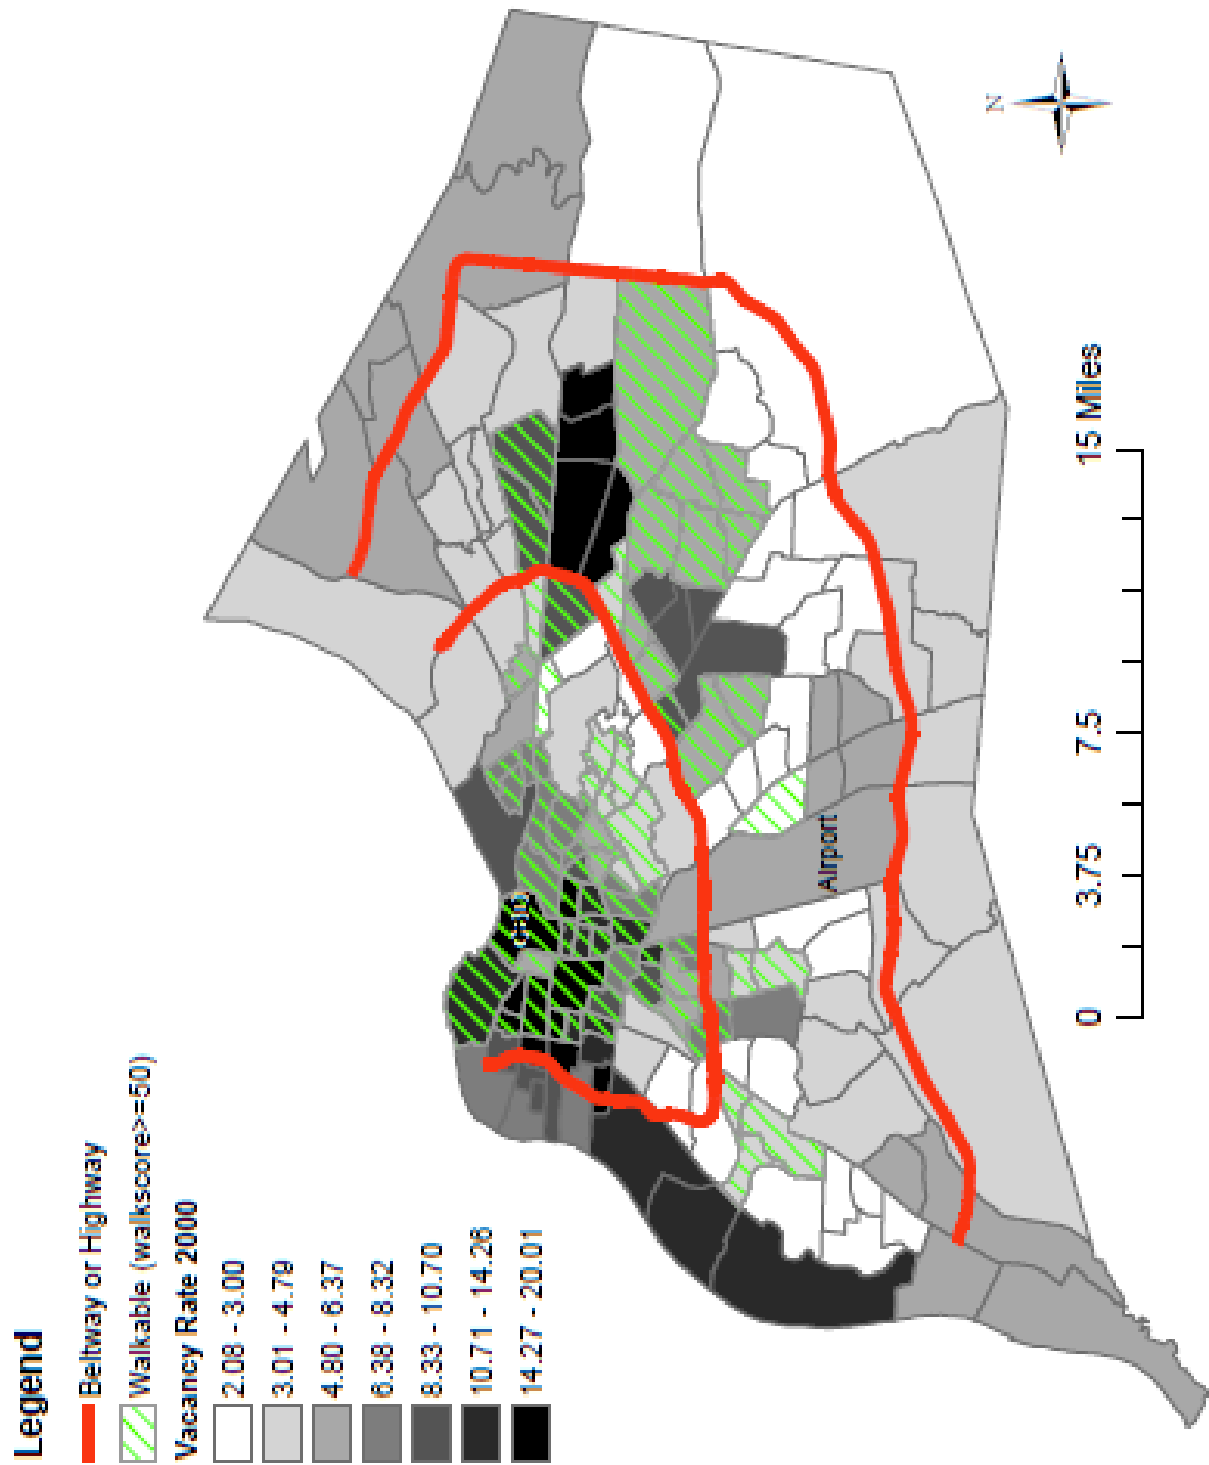 Legend
Beltway or Highway
Walkable (walkscore>=50)
Vacancy Rate 2000
2.08 - 3.00
3.01 - 4.79
4.80 - 6.37
6.38 - 8.32
8.33 - 10.70
10.71 - 14.26
14.27 - 20.01
CBD
Airport
N
0 3.75 7.5 15 Miles